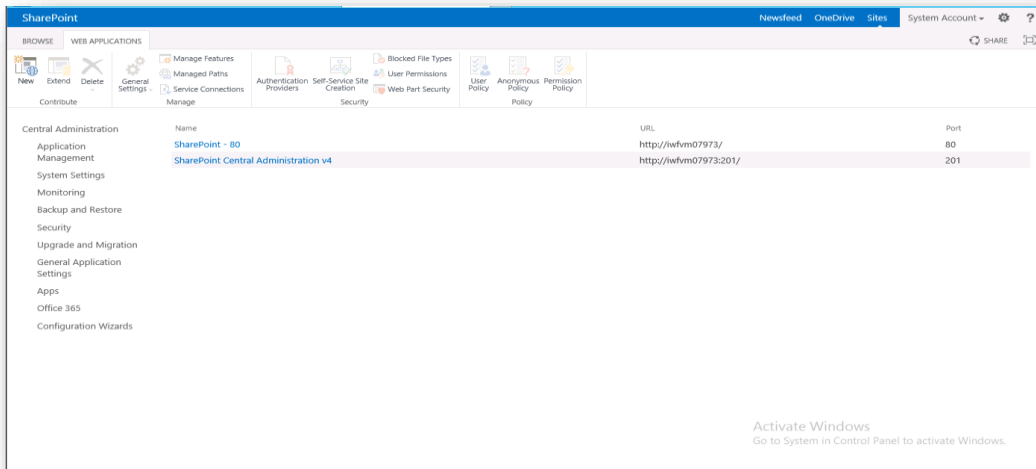 SharePoint
Newsfeed OneDrive Sites System Account ?
BROWSE WEB APPLICATIONS
SHARE
New
Extend
Delete
Contribute
General Settings
Manage Features
Managed Paths
Service Connections
Manage
Authentication Providers
Self-Service Site Creation
Blocked File Types
User Permissions
Web Part Security
Security
User Policy
Anonymous Policy
Permission Policy
Policy
Central Administration
Application
Management
System Settings
Monitoring
Backup and Restore
Security
Upgrade and Migration
General Application
Settings
Apps
Office 365
Configuration Wizards
Name URL Port
SharePoint - 80 http://iwfvm07973/ 80
SharePoint Central Administration v4 http://iwfvm07973:201/ 201
Activate Windows
Go to System in Control Panel to activate Windows.